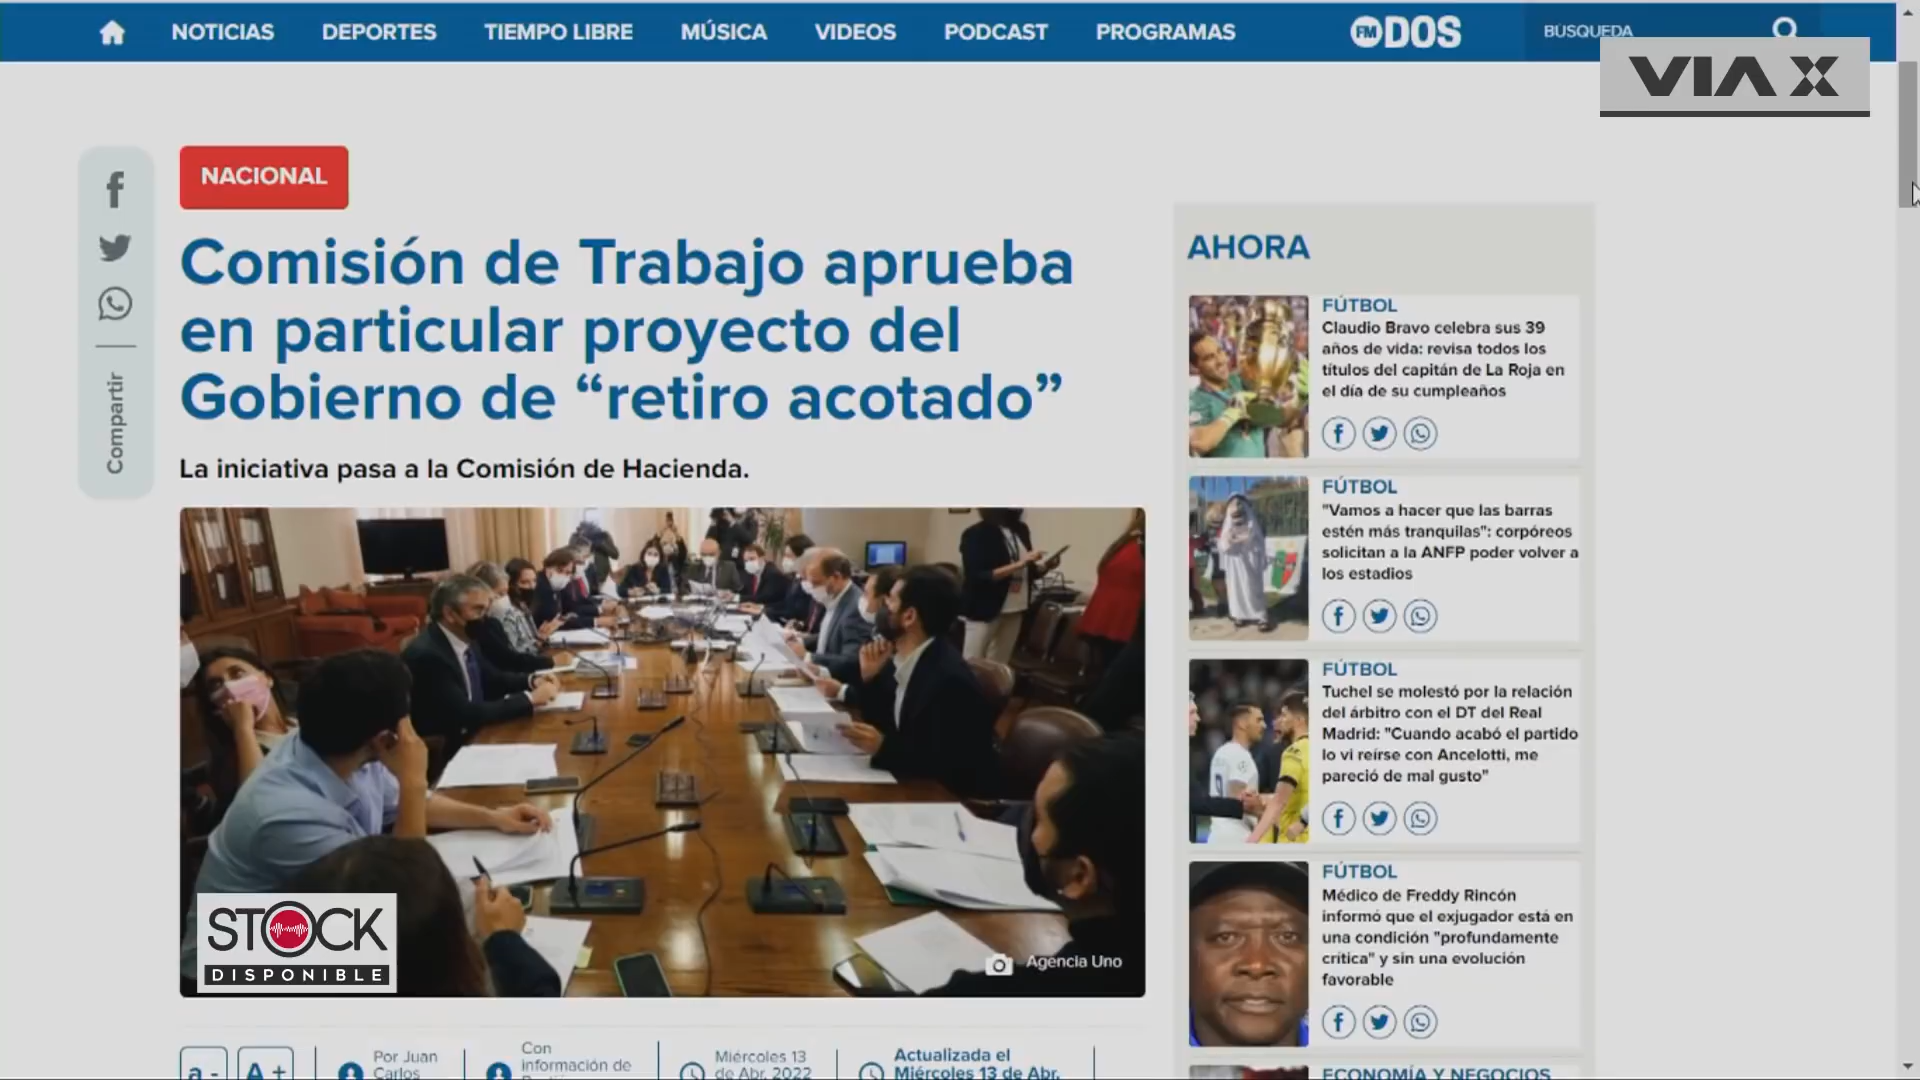 NOTICIAS
DEPORTES
TIEMPO LIBRE
MÚSICA
VIDEOS
PODCAST
PROGRAMAS
FM DOS
BÚSQUEDA
VIA X
Compartir
NACIONAL
Comisión de Trabajo aprueba
en particular proyecto del
Gobierno de “retiro acotado”
La iniciativa pasa a la Comisión de Hacienda.
STOCK
DISPONIBLE
Agencia Uno
a -
A +
Por Juan
Carlos
Con
información de
Miércoles 13
de Abr, 2022
Actualizada el
Miércoles 13 de Abr,
AHORA
FÚTBOL
Claudio Bravo celebra sus 39
años de vida: revisa todos los
títulos del capitán de La Roja en
el día de su cumpleaños
FÚTBOL
"Vamos a hacer que las barras
estén más tranquilas": corpóreos
solicitan a la ANFP poder volver a
los estadios
FÚTBOL
Tuchel se molestó por la relación
del árbitro con el DT del Real
Madrid: "Cuando acabó el partido
lo vi reírse con Ancelotti, me
pareció de mal gusto"
FÚTBOL
Médico de Freddy Rincón
informó que el exjugador está en
una condición "profundamente
crítica" y sin una evolución
favorable
ECONOMÍA Y NEGOCIOS